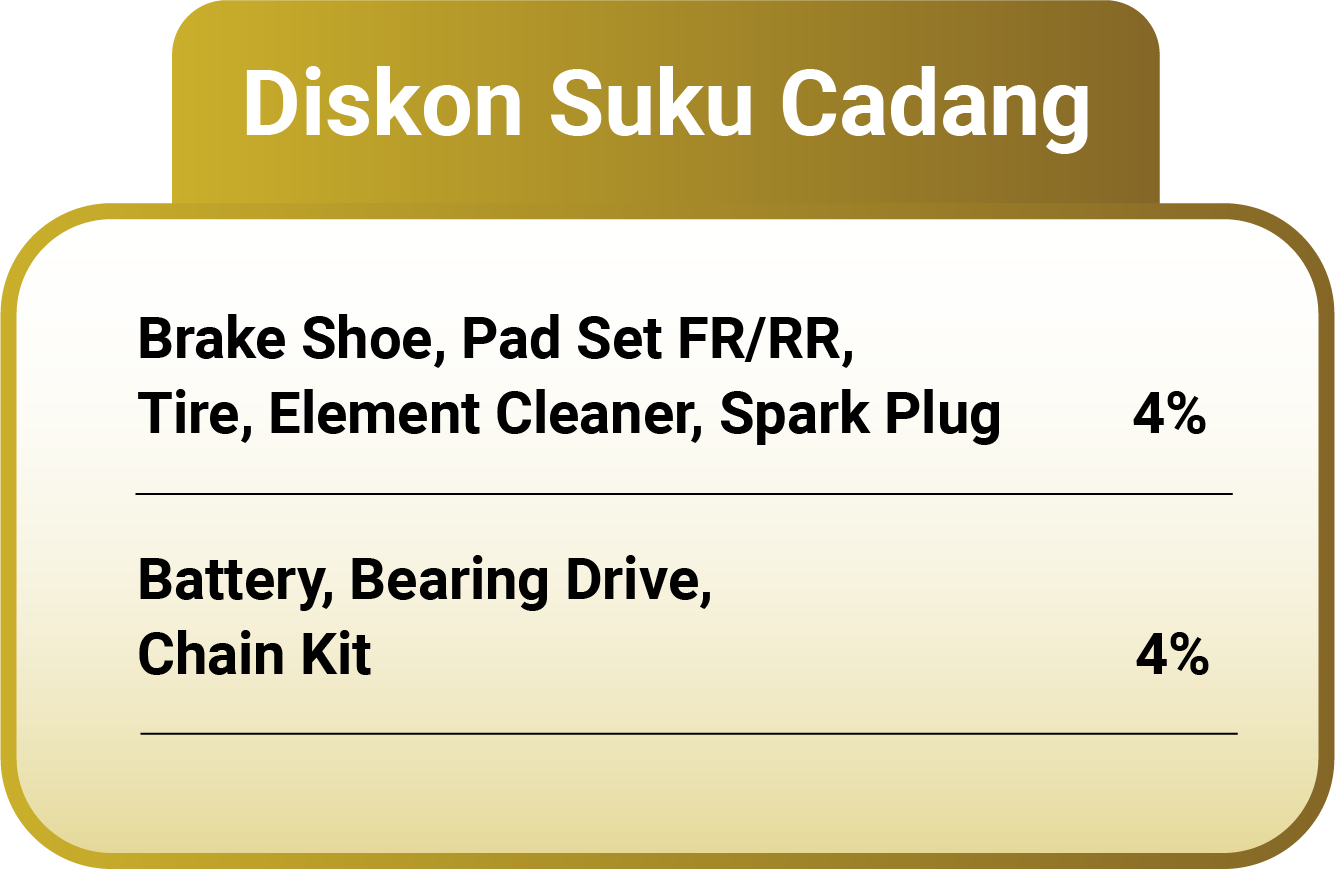 Diskon Suku Cadang
Brake Shoe, Pad Set FR/RR,
Tire, Element Cleaner, Spark Plug 4%
Battery, Bearing Drive,
Chain Kit 4%